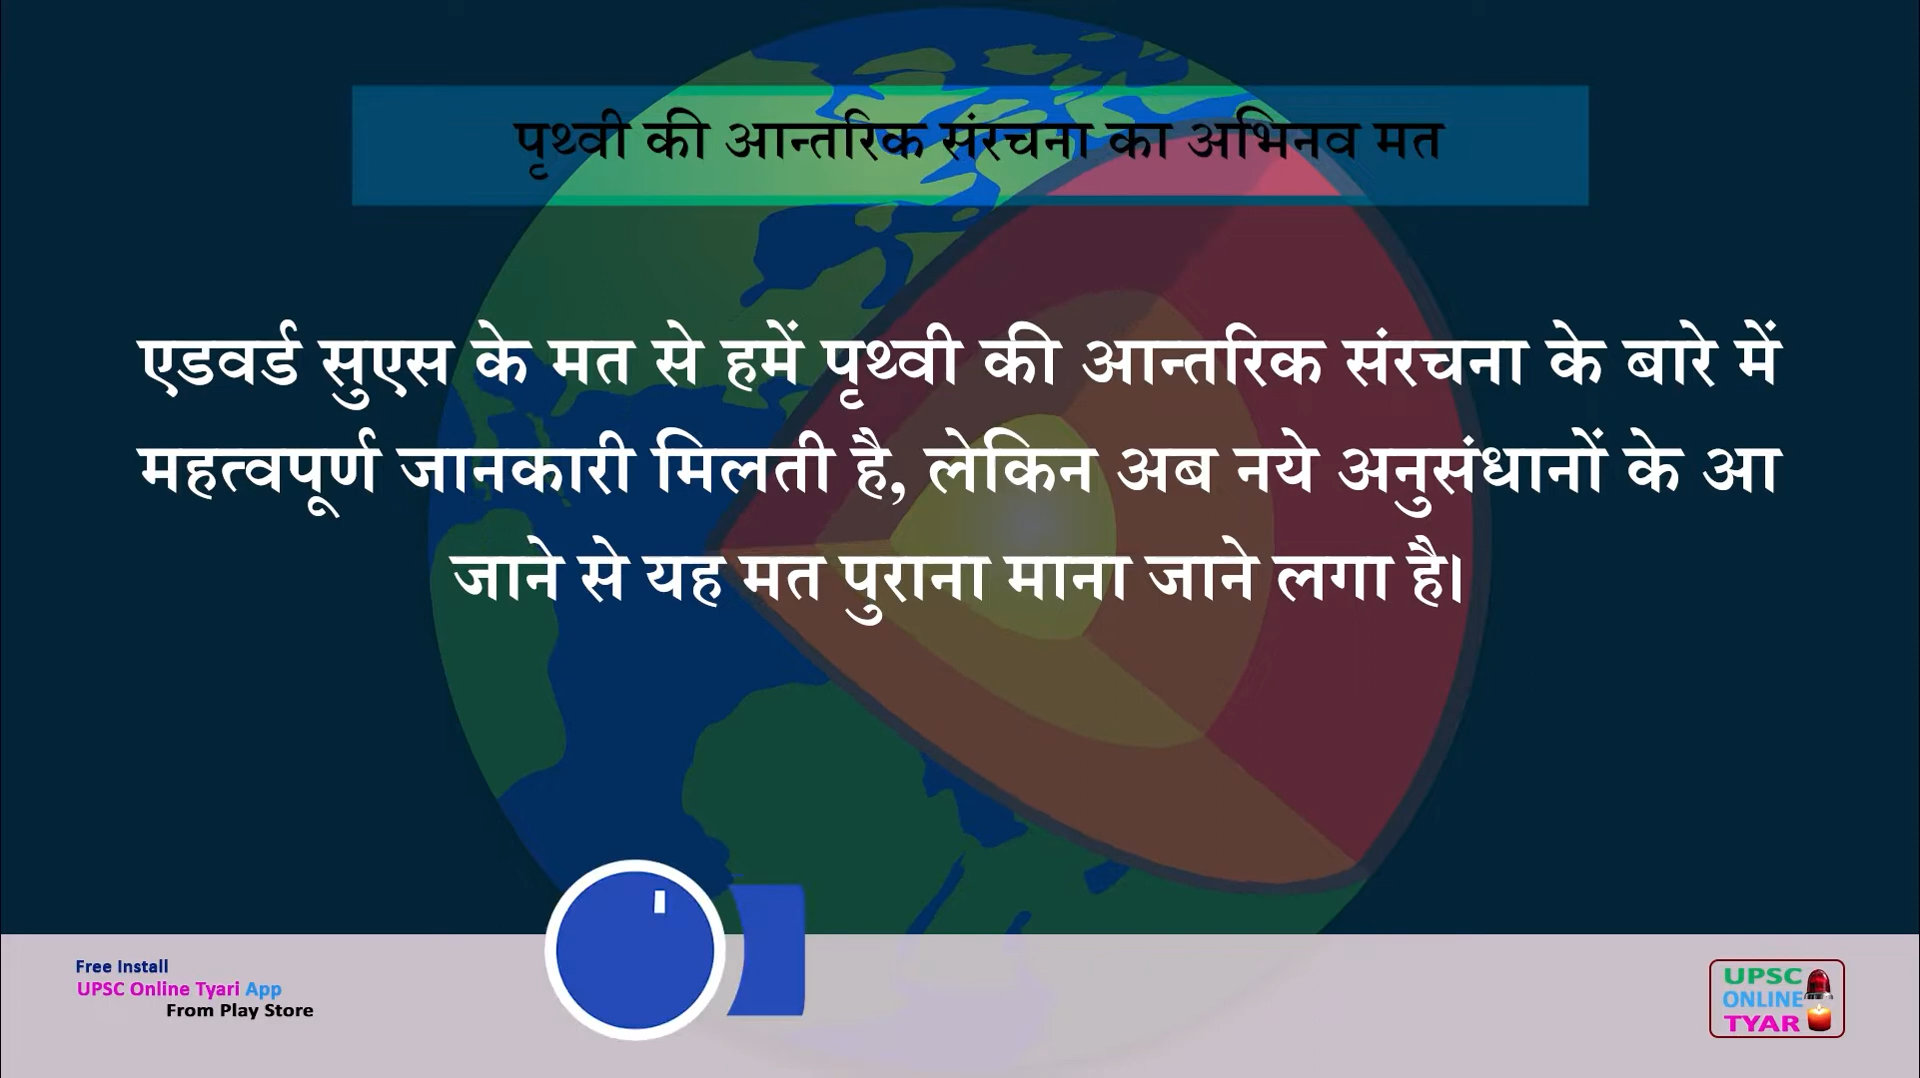 पृथ्वी की आन्तरिक संरचना का अभिनव मत
एडवर्ड सुएस के मत से हमें पृथ्वी की आन्तरिक संरचना के बारे में
महत्वपूर्ण जानकारी मिलती है, लेकिन अब नये अनुसंधानों के आ
जाने से यह मत पुराना माना जाने लगा है।
Free Install
UPSC Online Tyari App
From Play Store
UPSC
ONLINE
TYAR